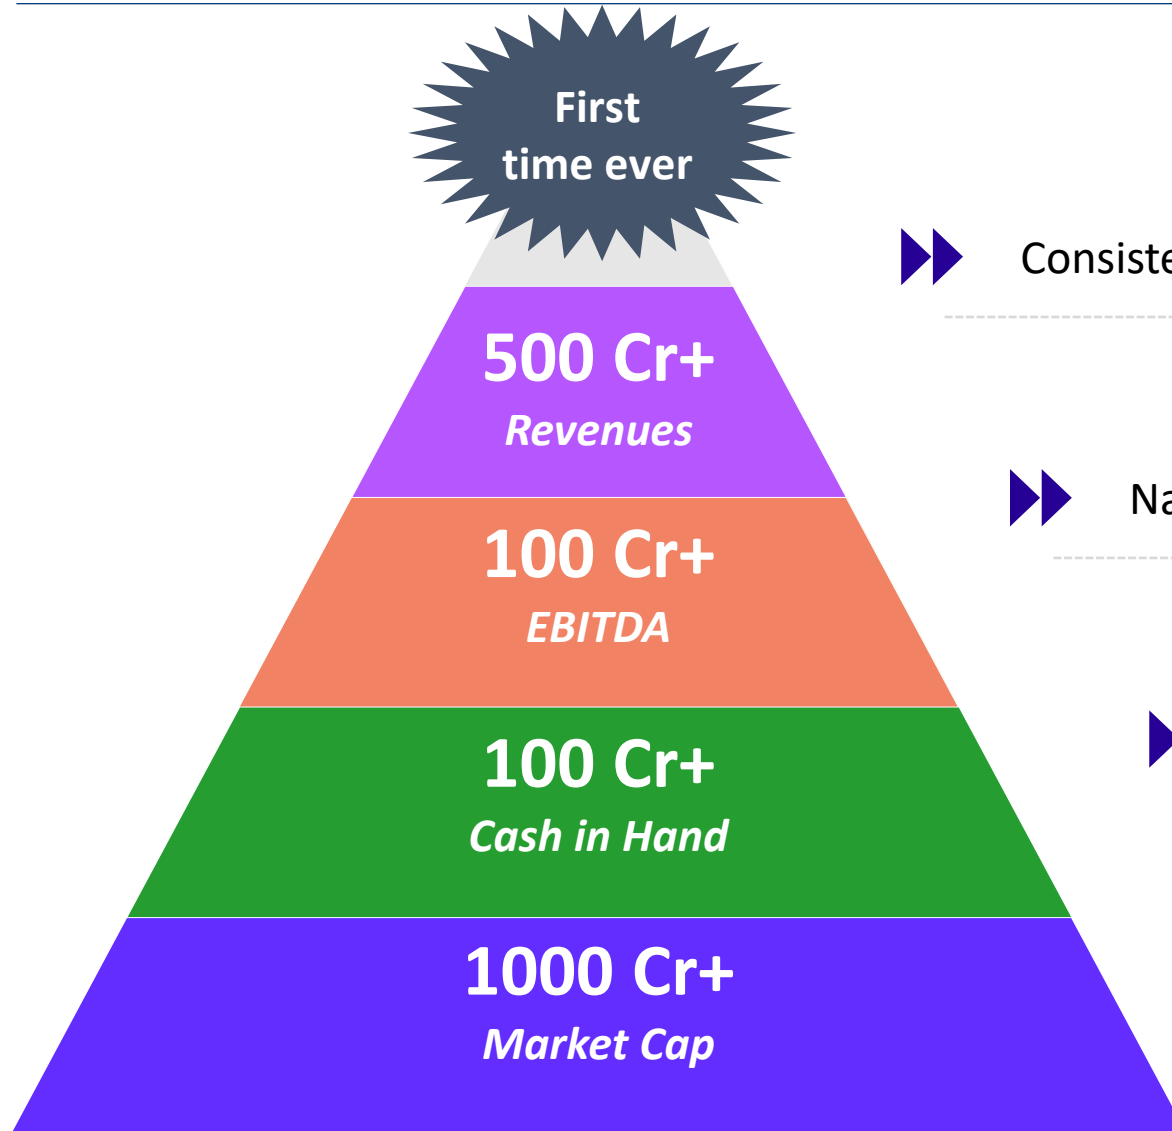 First
time ever
500 Cr+
Revenues
100 Cr+
EBITDA
100 Cr+
Cash in Hand
1000 Cr+
Market Cap